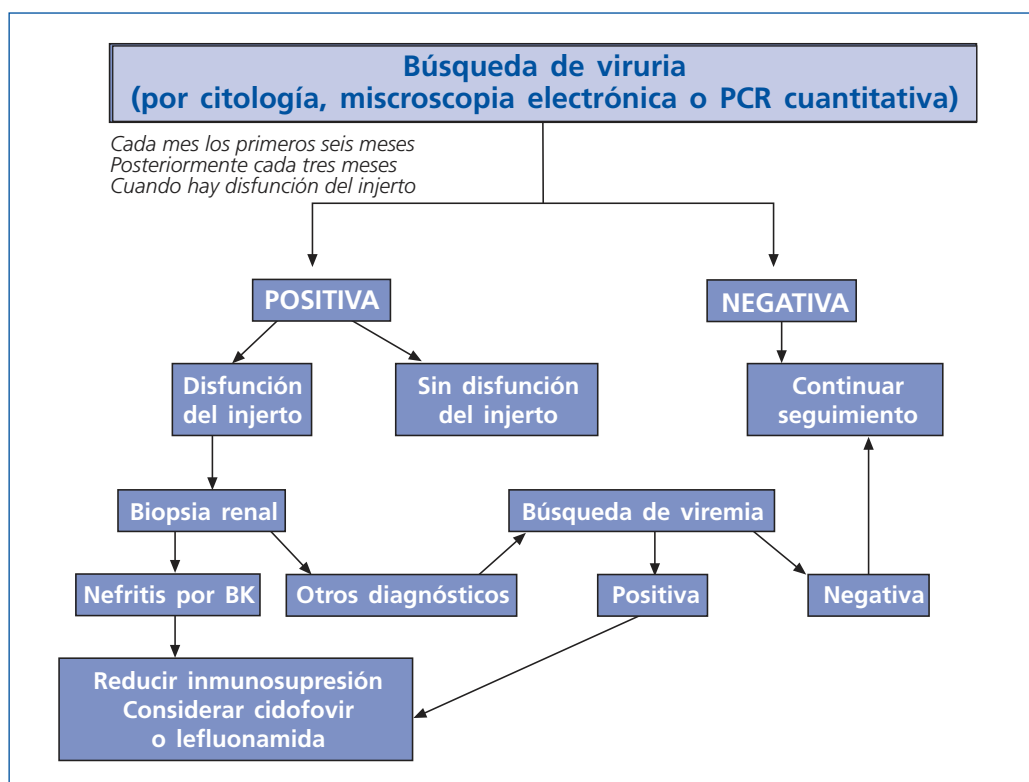 Búsqueda de viruria
(por citología, miscroscopia electrónica o PCR cuantitativa)
Cada mes los primeros seis meses
Posteriormente cada tres meses
Cuando hay disfunción del injerto
POSITIVA
NEGATIVA
Disfunción
del injerto
Sin disfunción
del injerto
Continuar
seguimiento
Biopsia renal
Búsqueda de viremia
Nefritis por BK
Otros diagnósticos
Positiva
Negativa
Reducir inmunosupresión
Considerar cidofovir
o lefluonamida